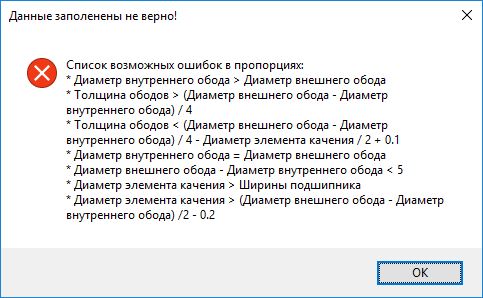 Данные заполенены не верно!
Список возможных ошибок в пропорциях:
* Диаметр внутреннего обода > Диаметр внешнего обода
* Толщина ободов > (Диаметр внешнего обода - Диаметр
внутреннего обода) / 4
* Толщина ободов < (Диаметр внешнего обода - Диаметр
внутреннего обода) / 4 - Диаметр элемента качения / 2 + 0.1
* Диаметр внутреннего обода = Диаметр внешнего обода
* Диаметр внешнего обода - Диаметр внутреннего обода < 5
* Диаметр элемента качения > Ширины подшипника
* Диаметр элемента качения > (Диаметр внешнего обода - Диаметр
внутреннего обода) /2 - 0.2
OK